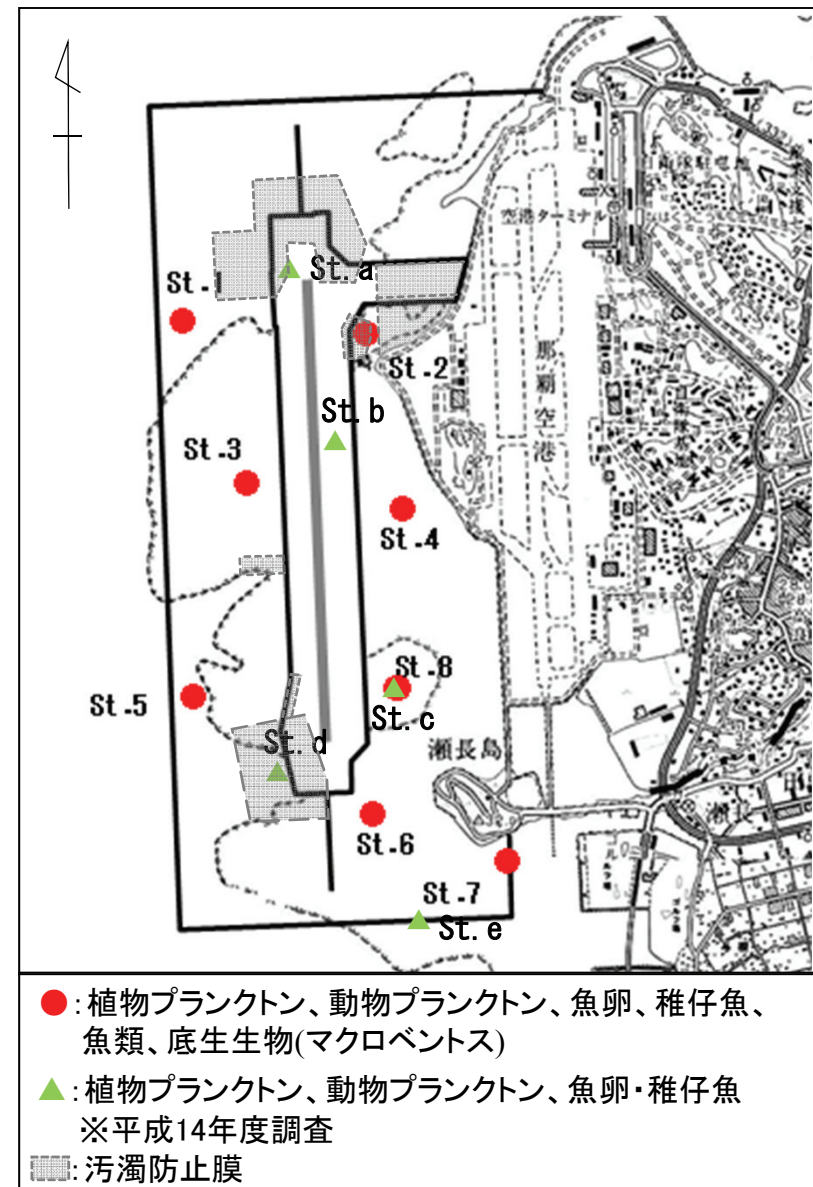 空港ターミナル
St.a
St.
St.2
那覇空港
St.b
St.3
St.4
St.8
St.5
St.c
St.d
瀬長島
St.6
St.7
St.e
●:植物プランクトン、動物プランクトン、魚卵、稚仔魚、
魚類、底生生物(マクロベントス)
▲:植物プランクトン、動物プランクトン、魚卵・稚仔魚
※平成14年度調査
:汚濁防止膜